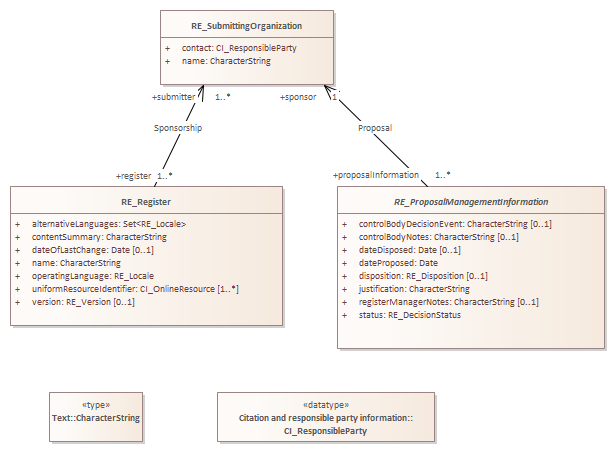 RE_SubmittingOrganization
+ contact: CI_ResponsibleParty
+ name: CharacterString
+submitter 1..*
+sponsor 1
Sponsorship
Proposal
+register 1..*
+proposalInformation 1..*
RE_Register
+ alternativeLanguages: Set<RE_Locale>
+ contentSummary: CharacterString
+ dateOfLastChange: Date [0..1]
+ name: CharacterString
+ operatingLanguage: RE_Locale
+ uniformResourceIdentifier: CI_OnlineResource [1..*]
+ version: RE_Version [0..1]
RE_ProposalManagementInformation
+ controlBodyDecisionEvent: CharacterString [0..1]
+ controlBodyNotes: CharacterString [0..1]
+ dateDisposed: Date [0..1]
+ dateProposed: Date
+ disposition: RE_Disposition [0..1]
+ justification: CharacterString
+ registerManagerNotes: CharacterString [0..1]
+ status: RE_DecisionStatus
«type»
Text::CharacterString
«datatype»
Citation and responsible party information::
CI_ResponsibleParty